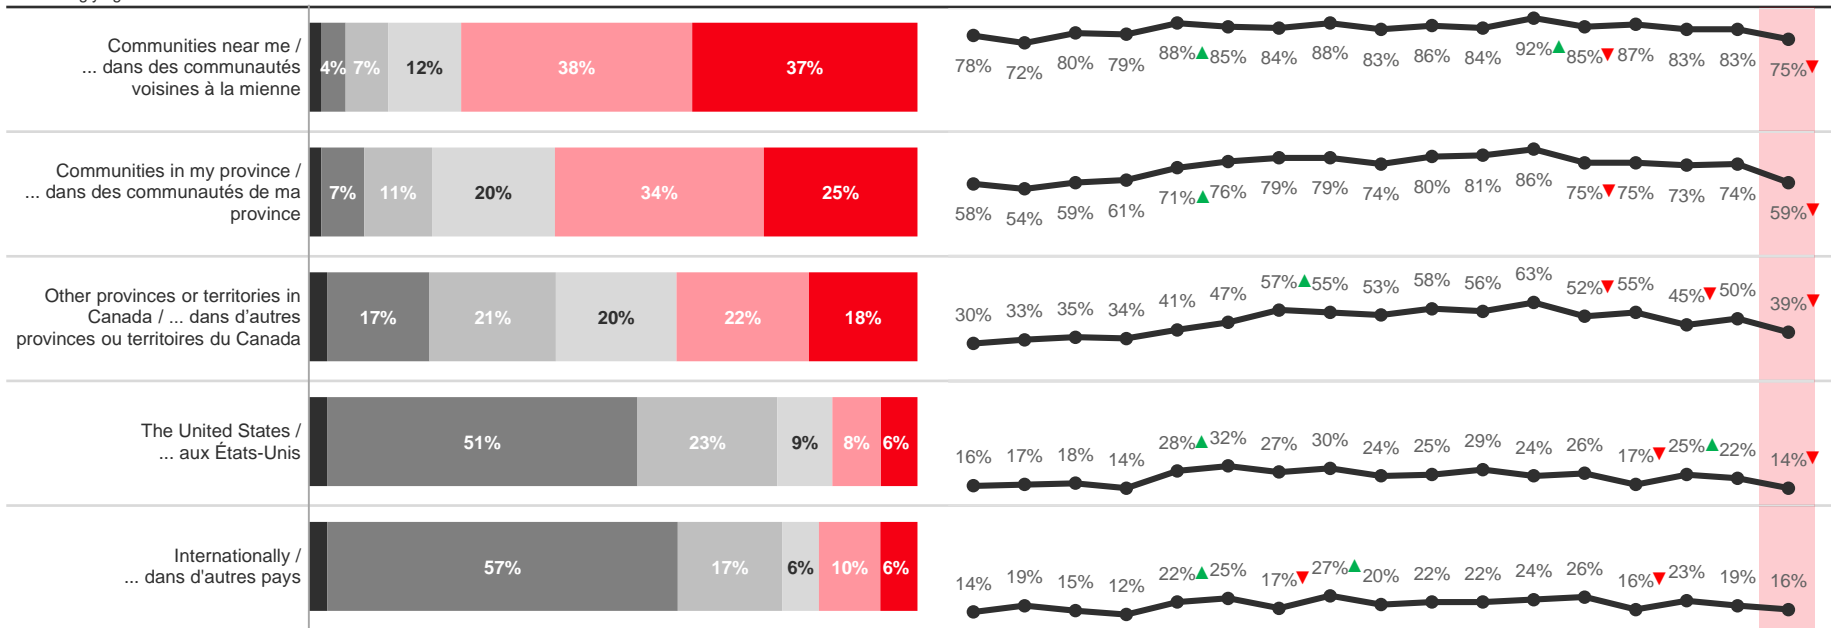 Communities near me /
... dans des communautés
voisines à la mienne
4% 7% 12% 38% 37%
78% 72% 80% 79% 88% 85% 84% 88% 83% 86% 84% 92% 85% 87% 83% 83% 75%
Communities in my province /
... dans des communautés de ma
province
7% 11% 20% 34% 25%
58% 54% 59% 61% 71% 76% 79% 79% 74% 80% 81% 86% 75% 75% 73% 74% 59%
Other provinces or territories in
Canada / ... dans d’autres
provinces ou territoires du Canada
17% 21% 20% 22% 18%
30% 33% 35% 34% 41% 47% 57% 55% 53% 58% 56% 63% 52% 55% 45% 50% 39%
The United States /
... aux États-Unis
51% 23% 9% 8% 6%
16% 17% 18% 14% 28% 32% 27% 30% 24% 25% 29% 24% 26% 17% 25% 22% 14%
Internationally /
... dans d'autres pays
57% 17% 6% 10% 6%
14% 19% 15% 12% 22% 25% 17% 27% 20% 22% 22% 24% 26% 16% 23% 19% 16%